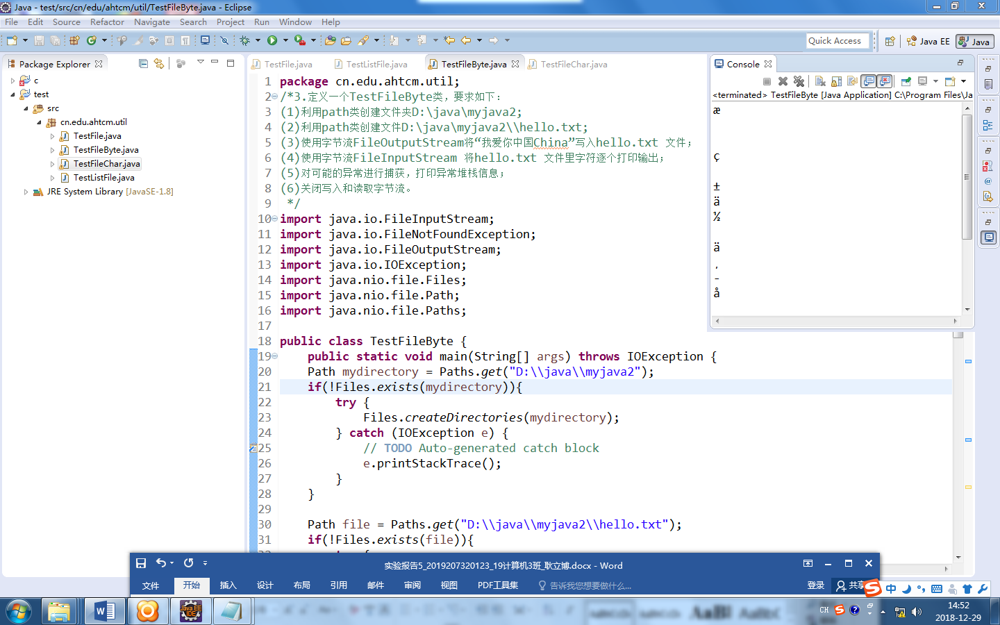 Java - test/src/cn/edu/ahtcm/util/TestFileByte.java - Eclipse
File Edit Source Refactor Navigate Search Project Run Window Help
Quick Access
Java EE
Java
Package Explorer
c
test
src
cn.edu.ahtcm.util
TestFile.java
TestFileByte.java
TestFileChar.java
TestListFile.java
JRE System Library [JavaSE-1.8]
TestFile.java
TestListFile.java
TestFileByte.java
TestFileChar.java
1 package cn.edu.ahtcm.util;
2 /*3.定义一个TestFileByte类，要求如下：
3 (1)利用path类创建文件夹D:\java\myjava2;
4 (2)利用path类创建文件D:\java\myjava2\\hello.txt;
5 (3)使用字节流FileOutputStream将“我爱你中国China”写入hello.txt 文件；
6 (4)使用字节流FileInputStream 将hello.txt 文件里字符逐个打印输出；
7 (5)对可能的异常进行捕获，打印异常堆栈信息；
8 (6)关闭写入和读取字节流。
9 */
10 import java.io.FileInputStream;
11 import java.io.FileNotFoundException;
12 import java.io.FileOutputStream;
13 import java.io.IOException;
14 import java.nio.file.Files;
15 import java.nio.file.Path;
16 import java.nio.file.Paths;
17
18 public class TestFileByte {
19 public static void main(String[] args) throws IOException {
20 Path mydirectory = Paths.get("D:\\java\\myjava2");
21 if(!Files.exists(mydirectory)){
22 try {
23 Files.createDirectories(mydirectory);
24 } catch (IOException e) {
25 // TODO Auto-generated catch block
26 e.printStackTrace();
27 }
28 }
29
30 Path file = Paths.get("D:\\java\\myjava2\\hello.txt");
31 if(!Files.exists(file)){
Console
<terminated> TestFileByte [Java Application] C:\Program Files\Ja
æ
ç
±
ä
½
ä
¸
-
å
实验报告5_2019207320123_19计算机3班_耿立博.docx - Word
文件 开始 插入 设计 布局 引用 邮件 审阅 视图 PDF工具集 告诉我您想要做什么...
登录 共享
中
CH
14:52
2018-12-29